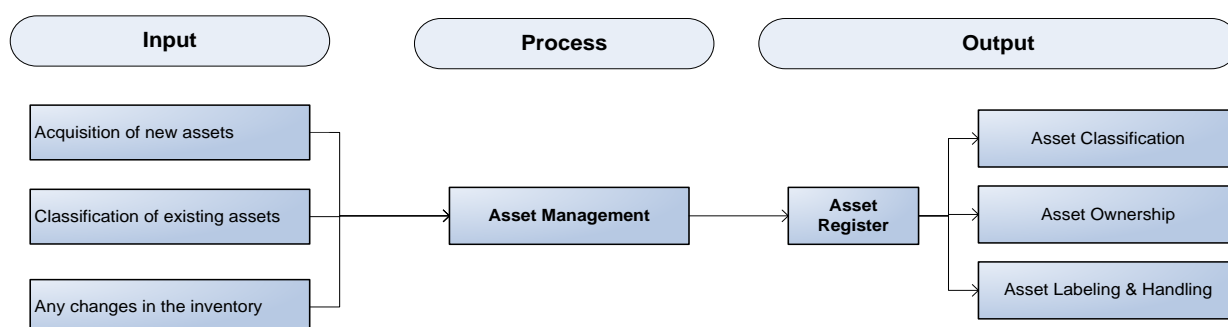 Input
Process
Output
Acquisition of new assets
Classification of existing assets
Any changes in the inventory
Asset Management
Asset
Register
Asset Classification
Asset Ownership
Asset Labeling & Handling